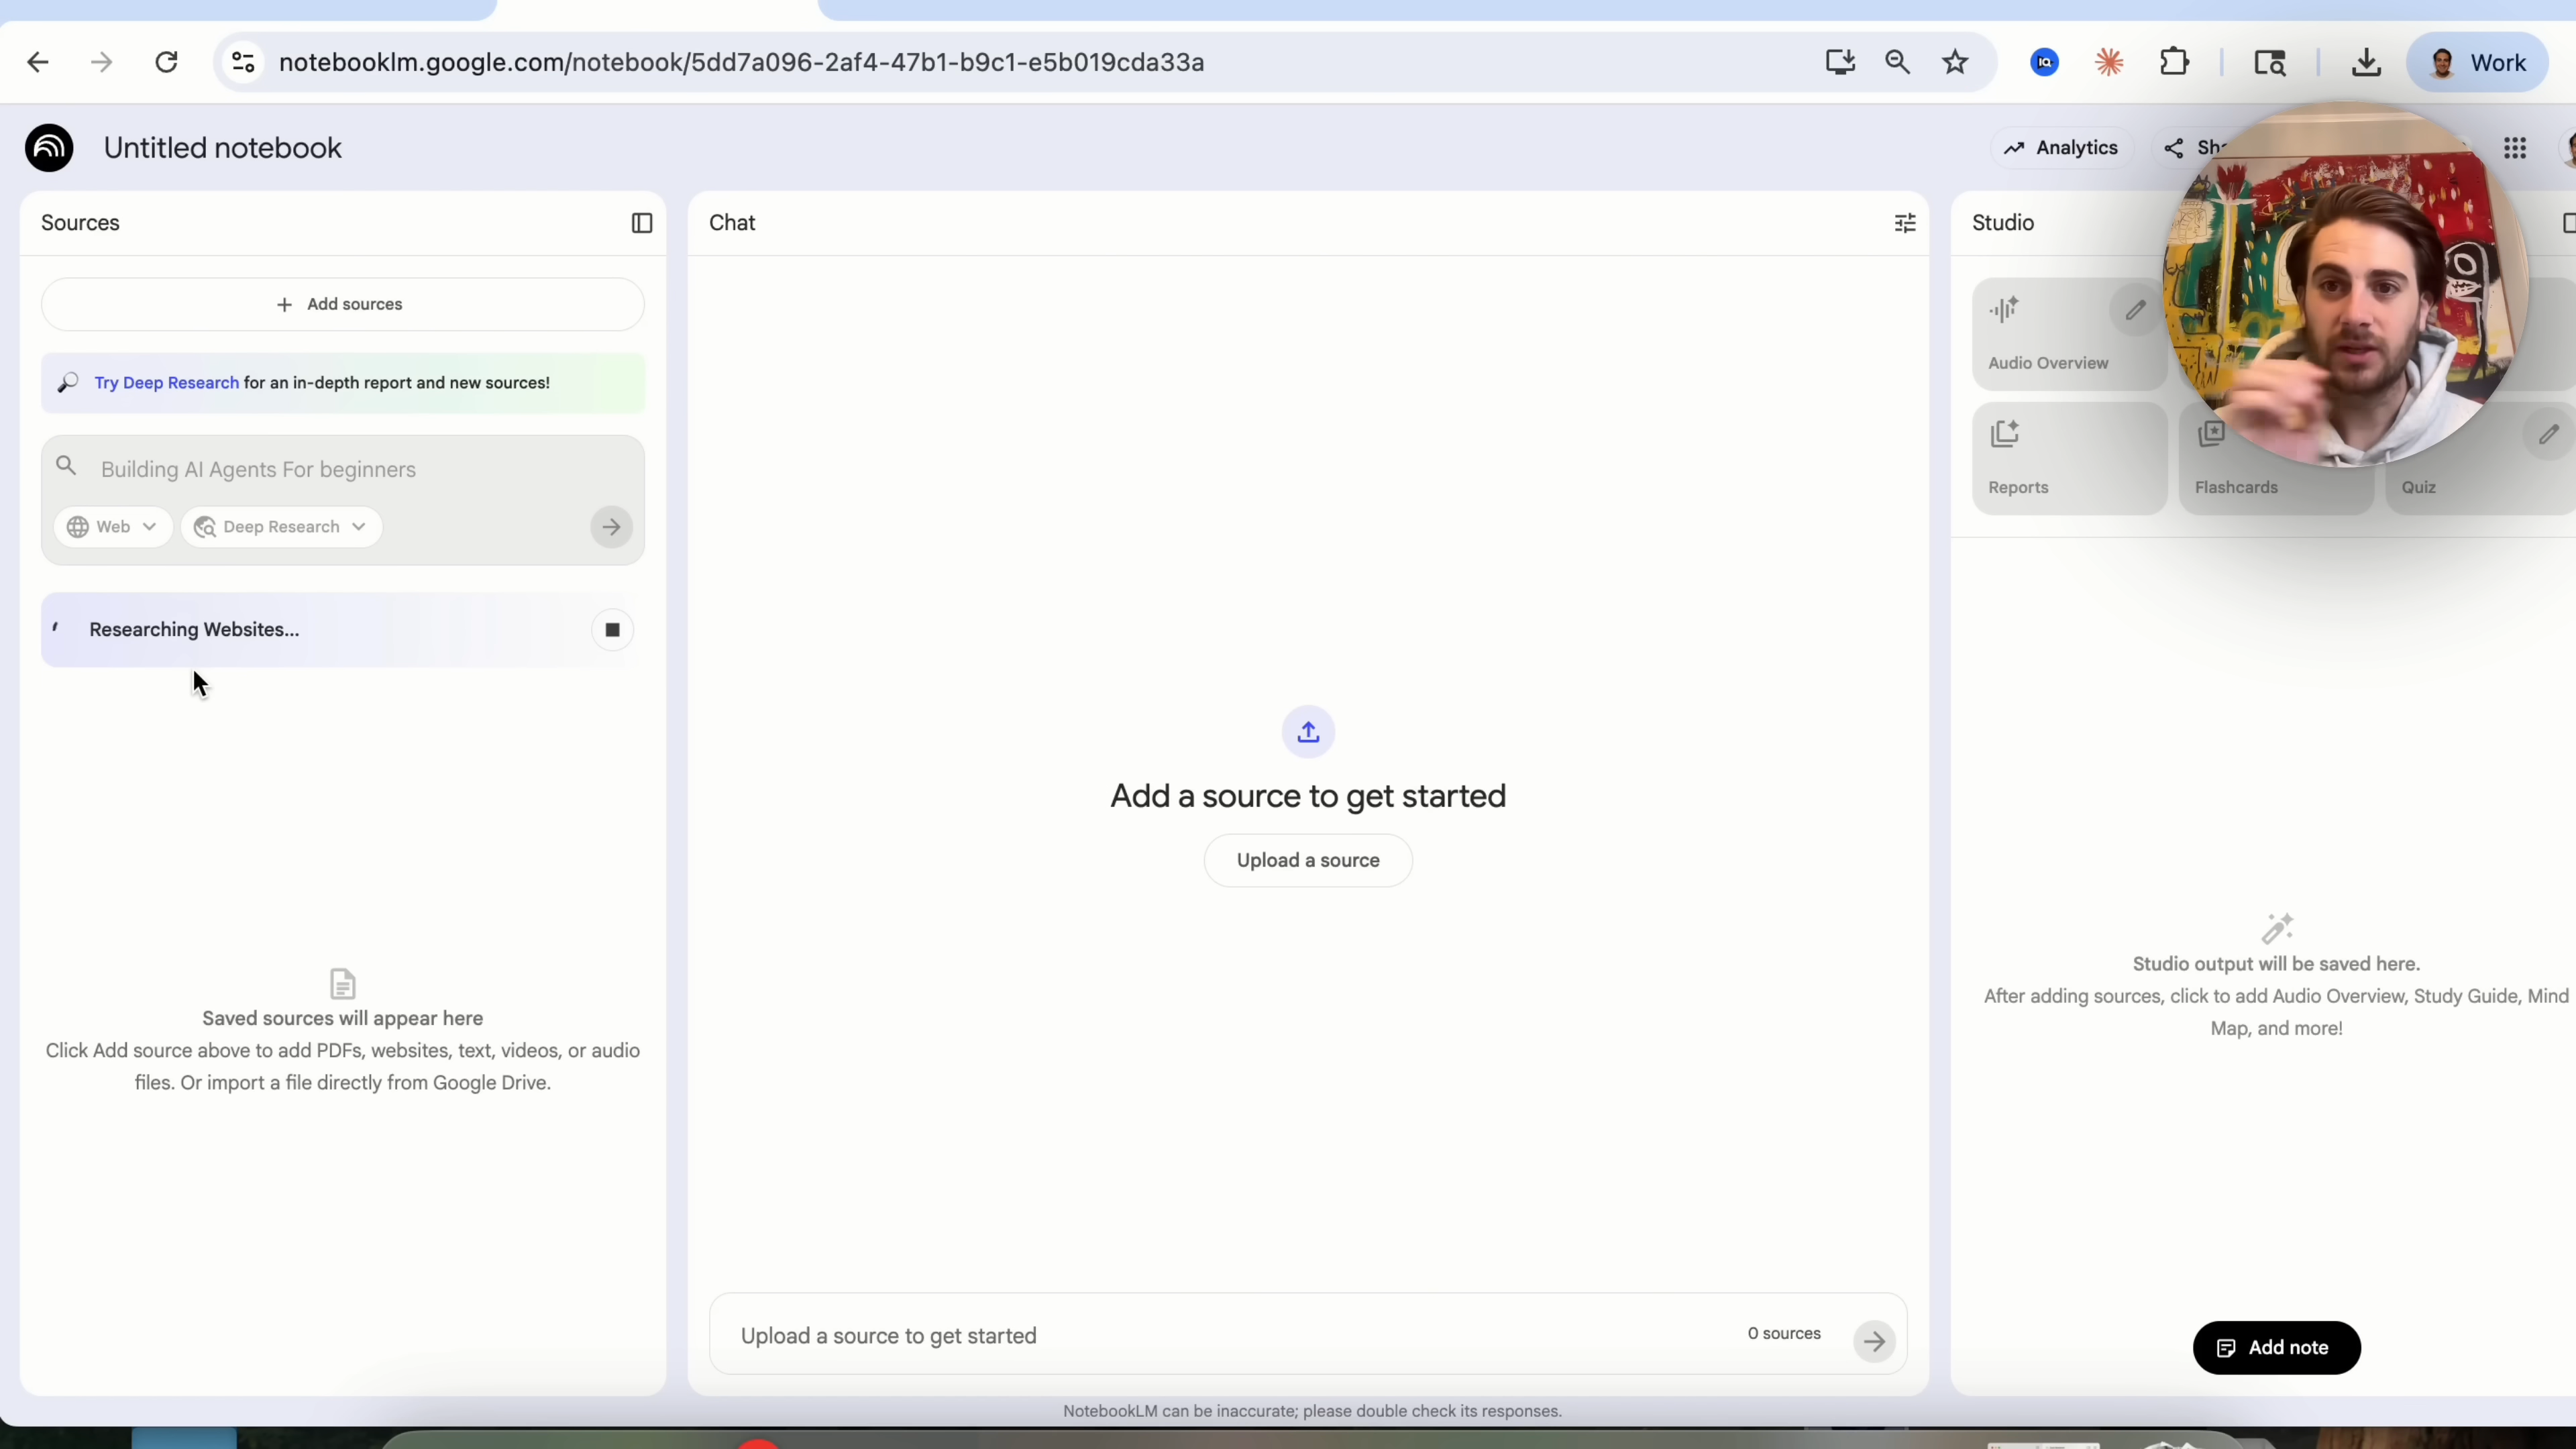 notebooklm.google.com/notebook/5dd7a096-2af4-47b1-b9c1-e5b019cda33a
Work
Untitled notebook
Analytics
Sources
Chat
Studio
+ Add sources
Try Deep Research for an in-depth report and new sources!
Building AI Agents For beginners
Web
Deep Research
Researching Websites...
Audio Overview
Reports
Flashcards
Quiz
Add a source to get started
Upload a source
Saved sources will appear here
Click Add source above to add PDFs, websites, text, videos, or audio
files. Or import a file directly from Google Drive.
Studio output will be saved here.
After adding sources, click to add Audio Overview, Study Guide, Mind
Map, and more!
Upload a source to get started
0 sources
Add note
NotebookLM can be inaccurate; please double check its responses.